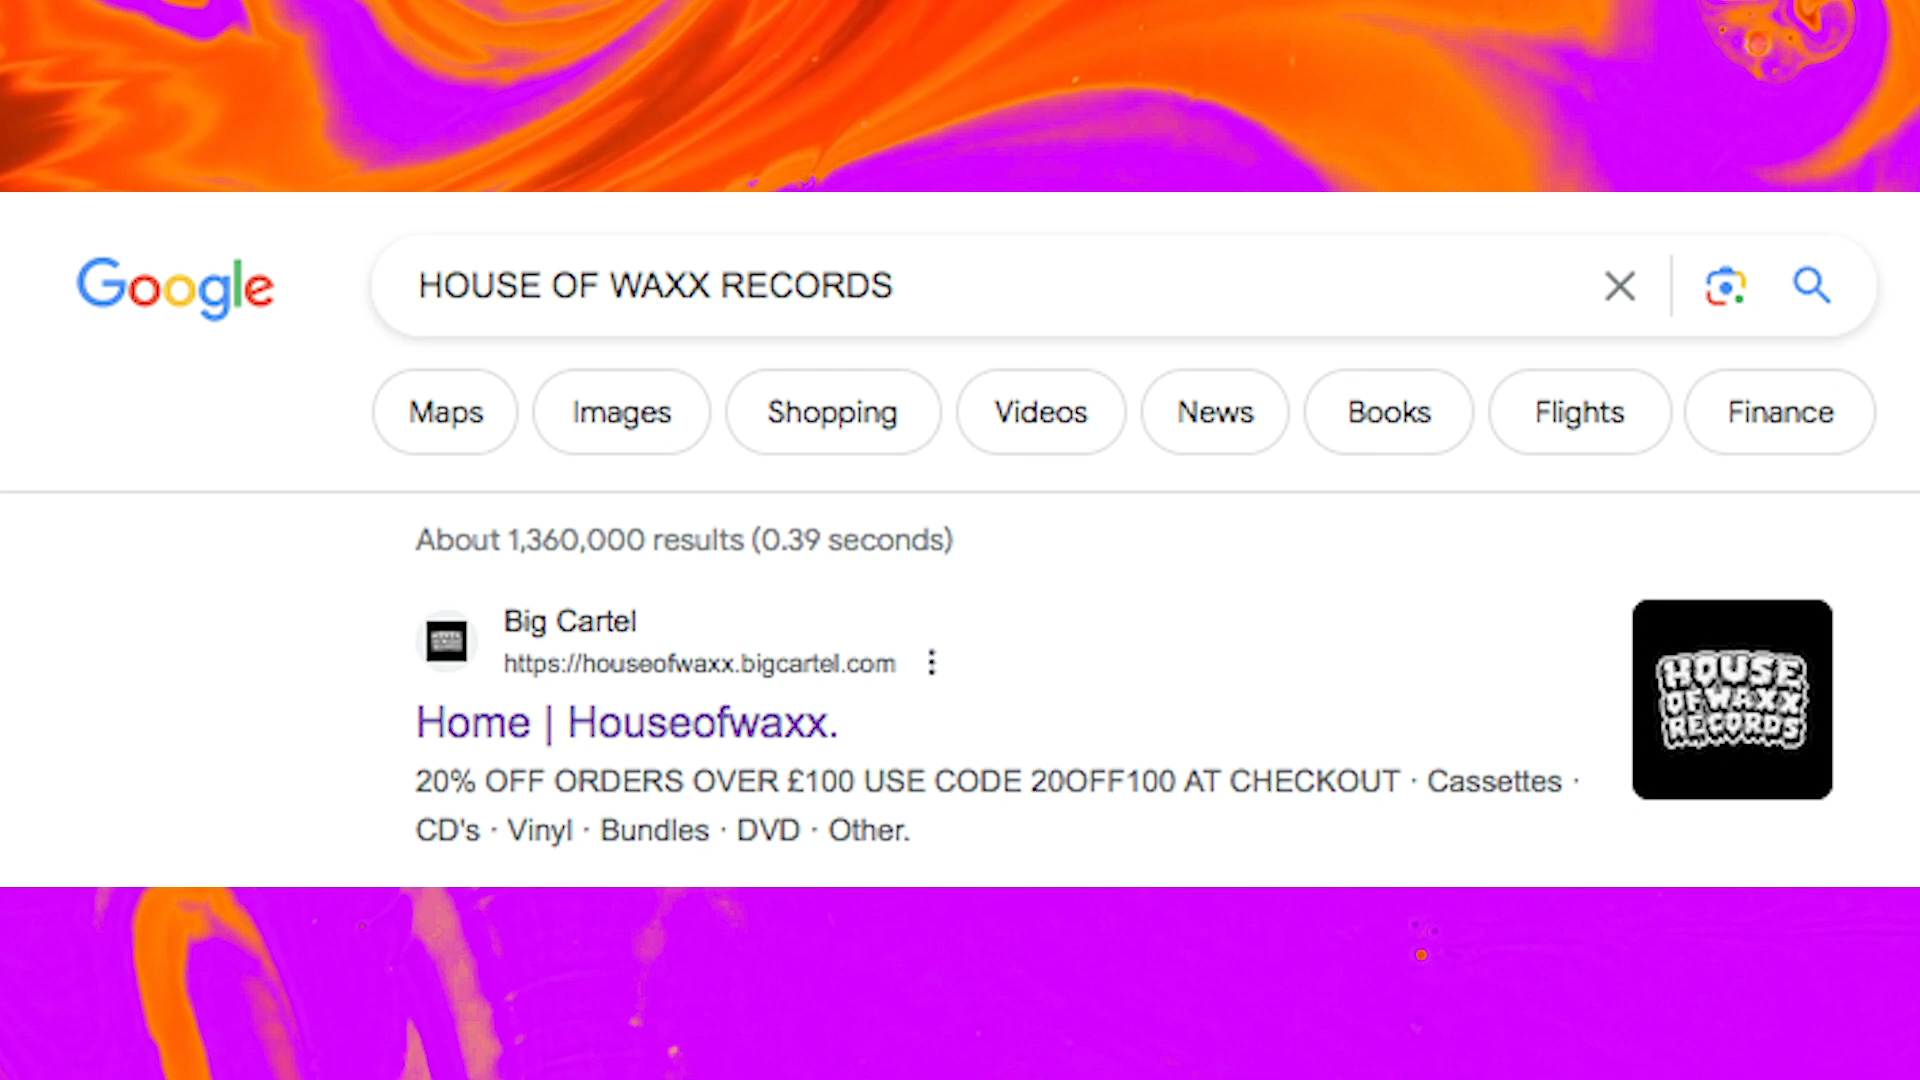 Google
HOUSE OF WAXX RECORDS
Maps
Images
Shopping
Videos
News
Books
Flights
Finance
About 1,360,000 results (0.39 seconds)
Big Cartel
https://houseofwaxx.bigcartel.com
Home | Houseofwaxx.
20% OFF ORDERS OVER £100 USE CODE 20OFF100 AT CHECKOUT · Cassettes ·
CD's · Vinyl · Bundles · DVD · Other.
HOUSE
OF WAXX
RECORDS